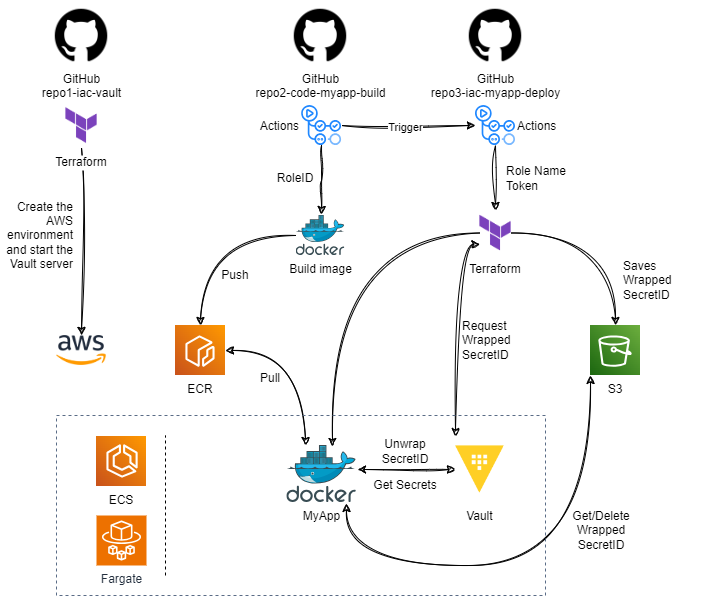 GitHub
repo1-iac-vault
GitHub
repo2-code-myapp-build
GitHub
repo3-iac-myapp-deploy
Actions
Trigger
Actions
Terraform
RoleID
Role Name
Token
Create the
AWS
environment
and start the
Vault server
docker
Build image
Terraform
Push
Saves
Wrapped
SecretID
Request
Wrapped
SecretID
aws
ECR
Pull
S3
Unwrap
SecretID
Get Secrets
ECS
docker
MyApp
Vault
Get/Delete
Wrapped
SecretID
Fargate